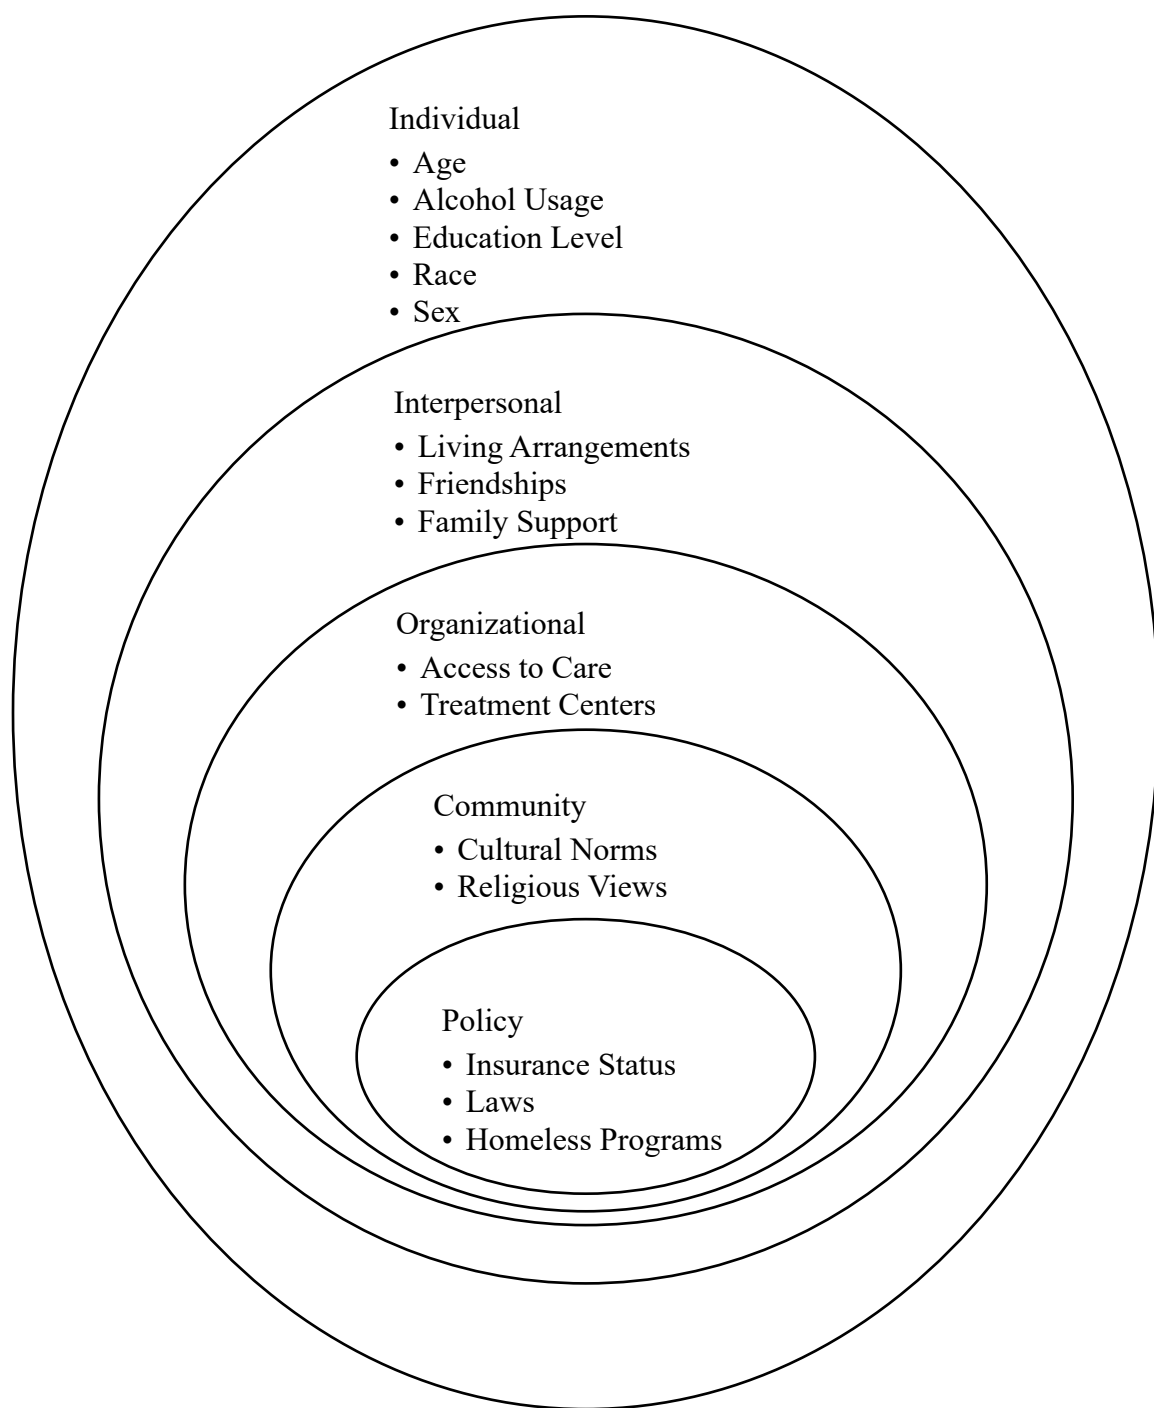 Individual
• Age
• Alcohol Usage
• Education Level
• Race
• Sex
Interpersonal
• Living Arrangements
• Friendships
• Family Support
Organizational
• Access to Care
• Treatment Centers
Community
• Cultural Norms
• Religious Views
Policy
• Insurance Status
• Laws
• Homeless Programs